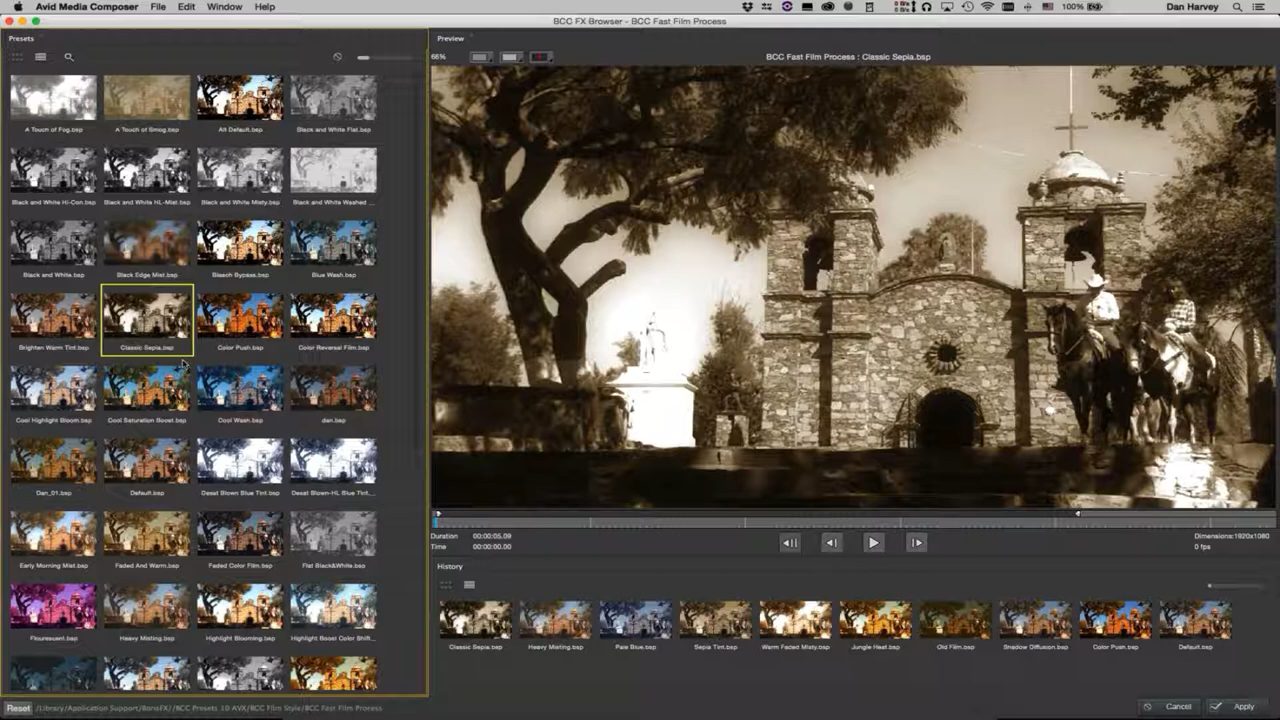 Avid Media Composer File Edit Window Help 100% Dan Harvey
BCC FX Browser - BCC Fast Film Process
Presets
Preview
66%
BCC Fast Film Process : Classic Sepia.bsp
A Touch of Fog.bsp A Touch of Smog.bsp Alt Default.bsp Black and White Flat.bsp
Black and White Hi-Con.bsp Black and White HL-Mist.bsp Black and White Misty.bsp Black and White Washed ...
Black and White.bsp Black Edge Mist.bsp Bleach Bypass.bsp Blue Wash.bsp
Brighten Warm Tint.bsp Classic Sepia.bsp Color Push.bsp Color Reversal Film.bsp
Cool Highlight Bloom.bsp Cool Saturation Boost.bsp Cool Wash.bsp dan.bsp
Dan_01.bsp Default.bsp Desat Blown Blue Tint.bsp Desat Blown-HL Blue Tint...
Early Morning Mist.bsp Faded And Warm.bsp Faded Color Film.bsp Flat Black&White.bsp
Flourescent.bsp Heavy Misting.bsp Highlight Blooming.bsp Highlight Boost Color Shift...
Duration 00:00:05.09
Time 00:00:00.00
Dimensions:1920x1080
0 fps
History
Classic Sepia.bsp Heavy Misting.bsp Pale Blue.bsp Sepia Tint.bsp Warm Faded Misty.bsp Jungle Heat.bsp Old Film.bsp Shadow Diffusion.bsp Color Push.bsp Default.bsp
Reset /Library/Application Support/BorisFX/BCC Presets 10 AVX/BCC Film Style/BCC Fast Film Process
Cancel Apply